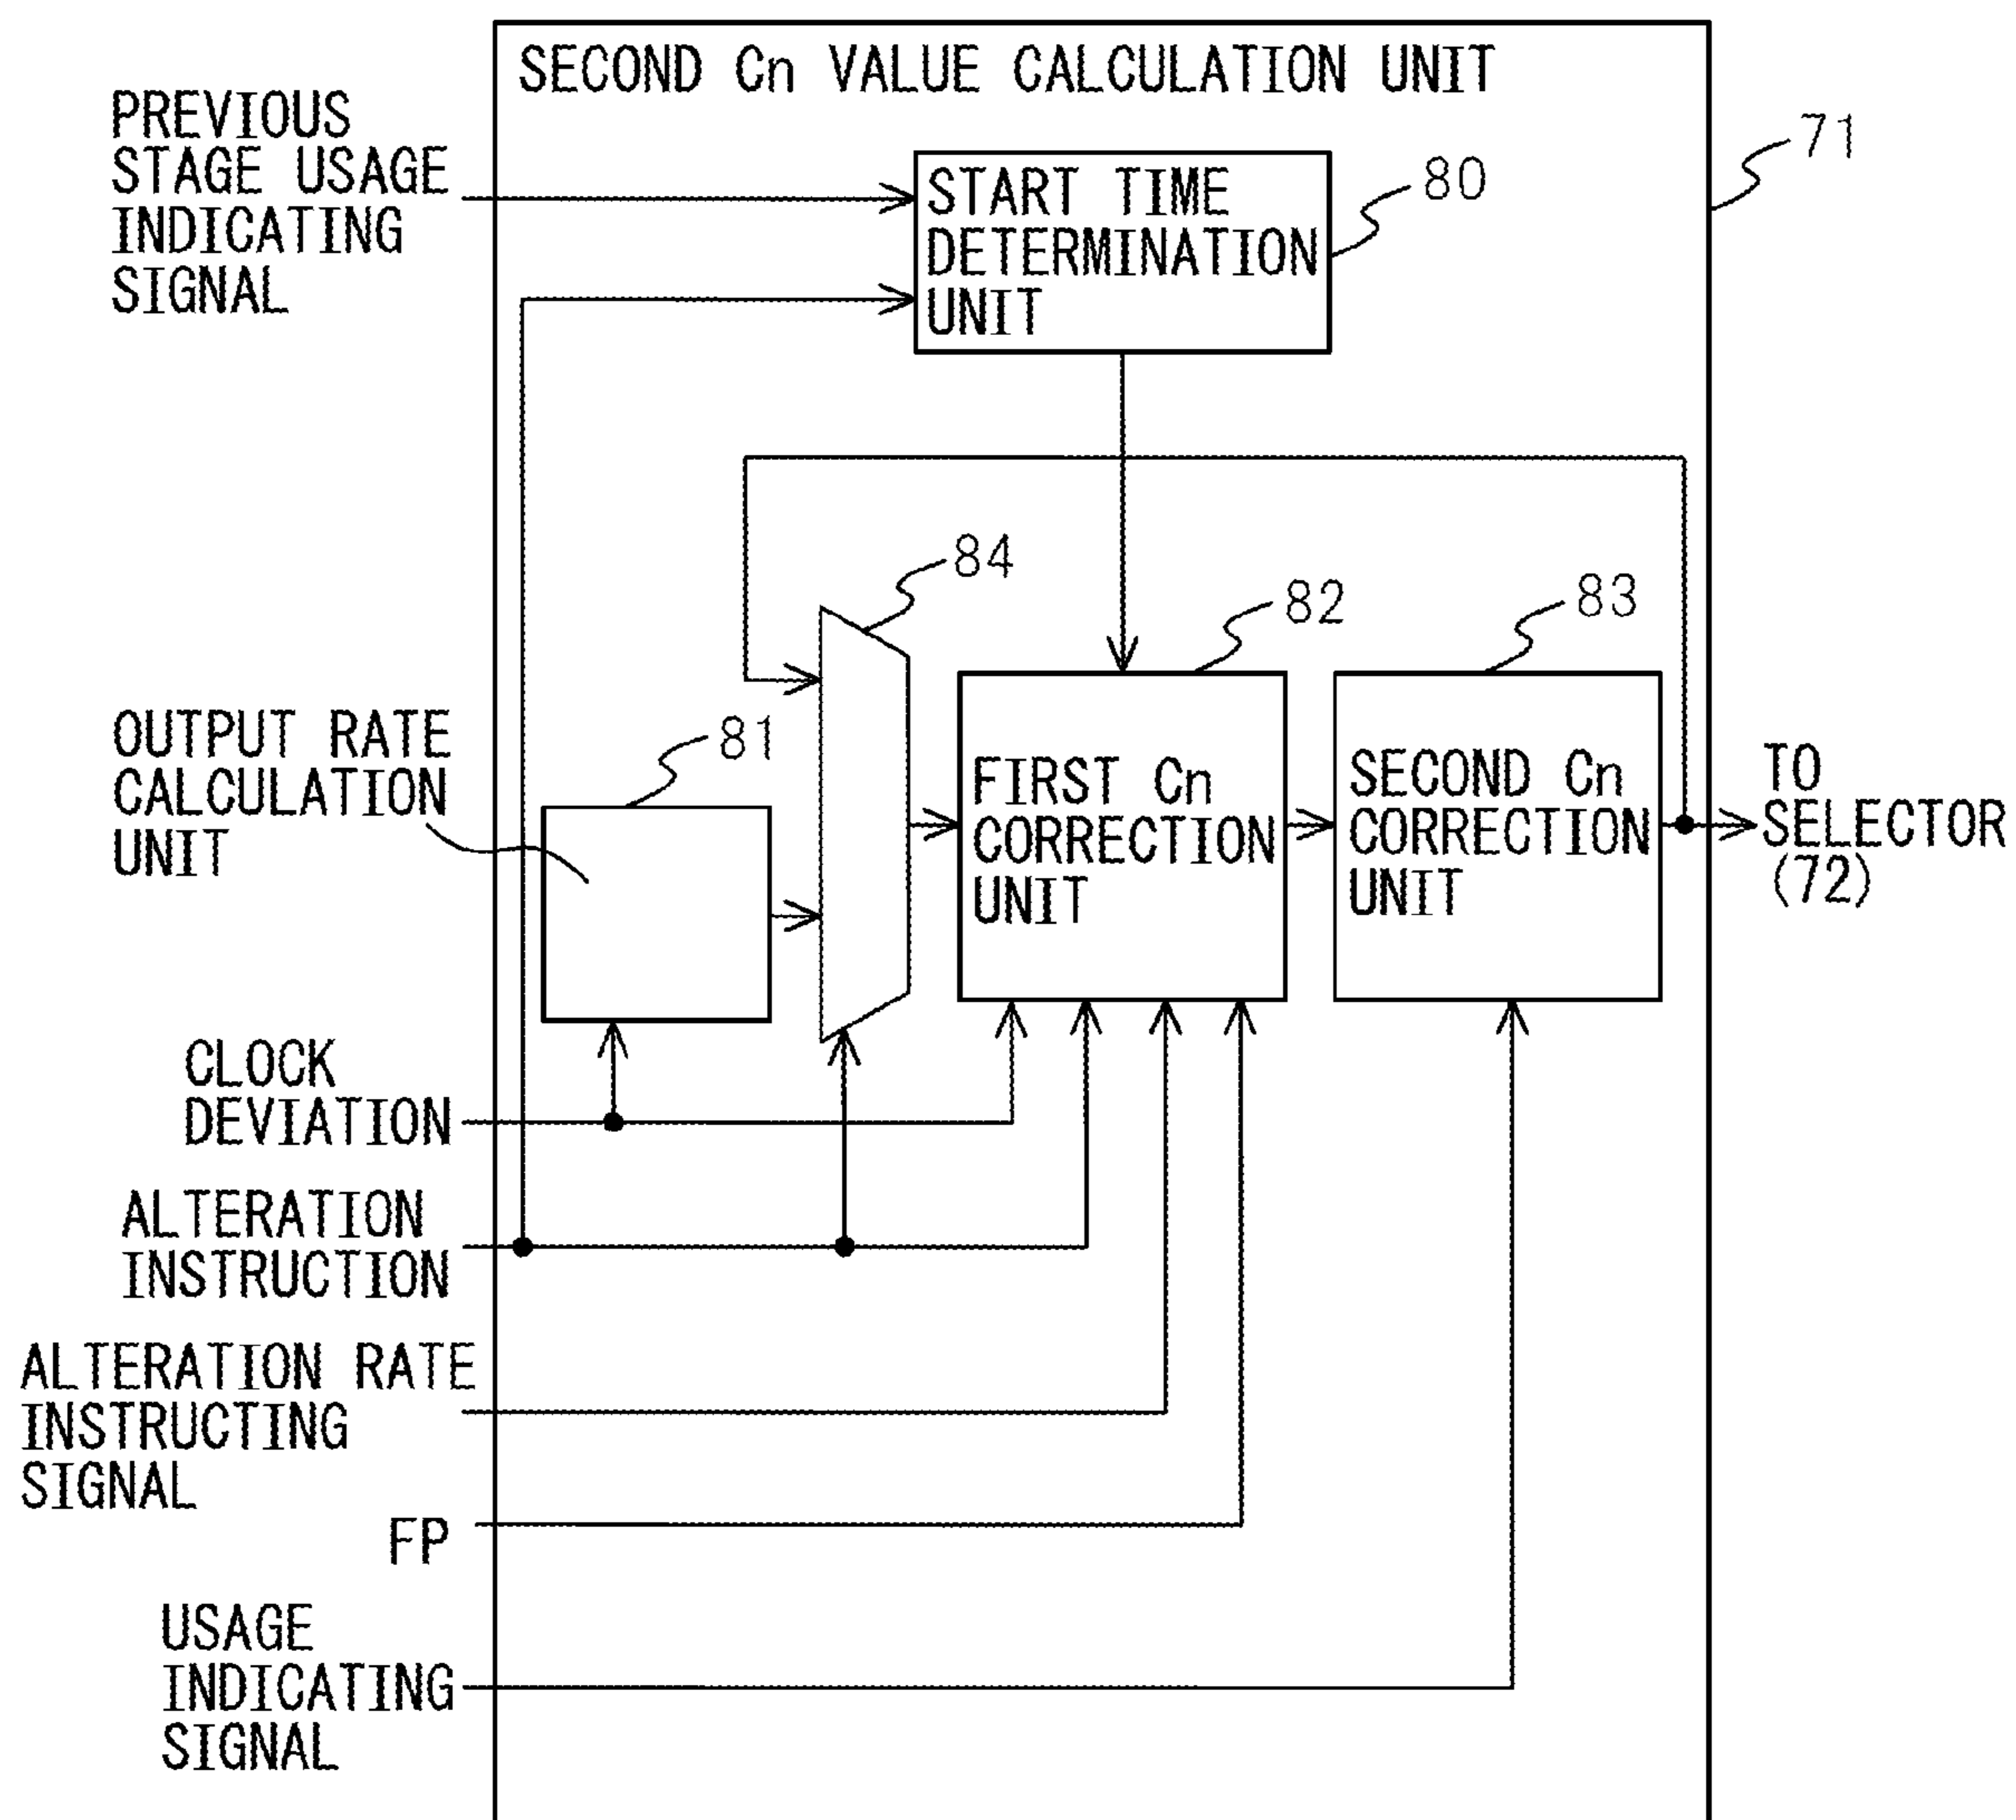 SECOND Cn VALUE CALCULATION UNIT
PREVIOUS
STAGE USAGE
INDICATING
SIGNAL
71
START TIME
DETERMINATION
UNIT
80
84
82
83
OUTPUT RATE
CALCULATION
UNIT
81
FIRST Cn
CORRECTION
UNIT
SECOND Cn
CORRECTION
UNIT
TO
SELECTOR
(72)
CLOCK
DEVIATION
ALTERATION
INSTRUCTION
ALTERATION RATE
INSTRUCTING
SIGNAL
FP
USAGE
INDICATING
SIGNAL